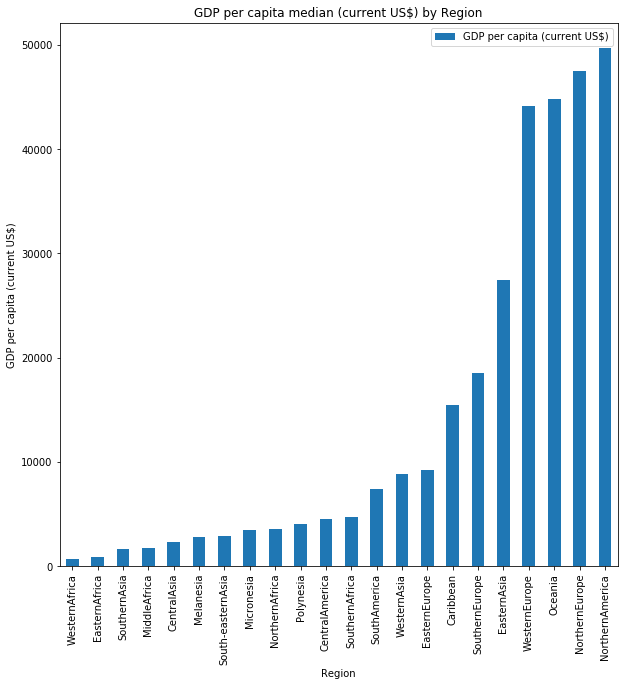 GDP per capita median (current US$) by Region
GDP per capita (current US$)
GDP per capita (current US$)
50000
40000
30000
20000
10000
0
WesternAfrica
EasternAfrica
SouthernAsia
MiddleAfrica
CentralAsia
Melanesia
South-easternAsia
Micronesia
NorthernAfrica
Polynesia
CentralAmerica
SouthernAfrica
SouthAmerica
WesternAsia
EasternEurope
Caribbean
SouthernEurope
EasternAsia
WesternEurope
Oceania
NorthernEurope
NorthernAmerica
Region